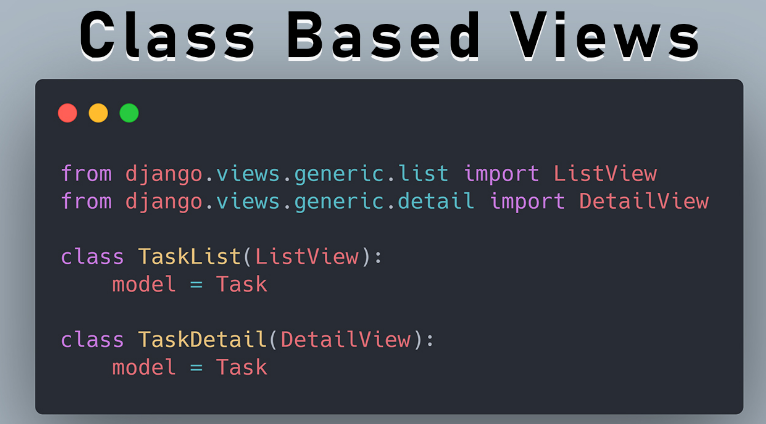 Class Based Views
from django.views.generic.list import ListView
from django.views.generic.detail import DetailView
class TaskList(ListView):
    model = Task
class TaskDetail(DetailView):
    model = Task